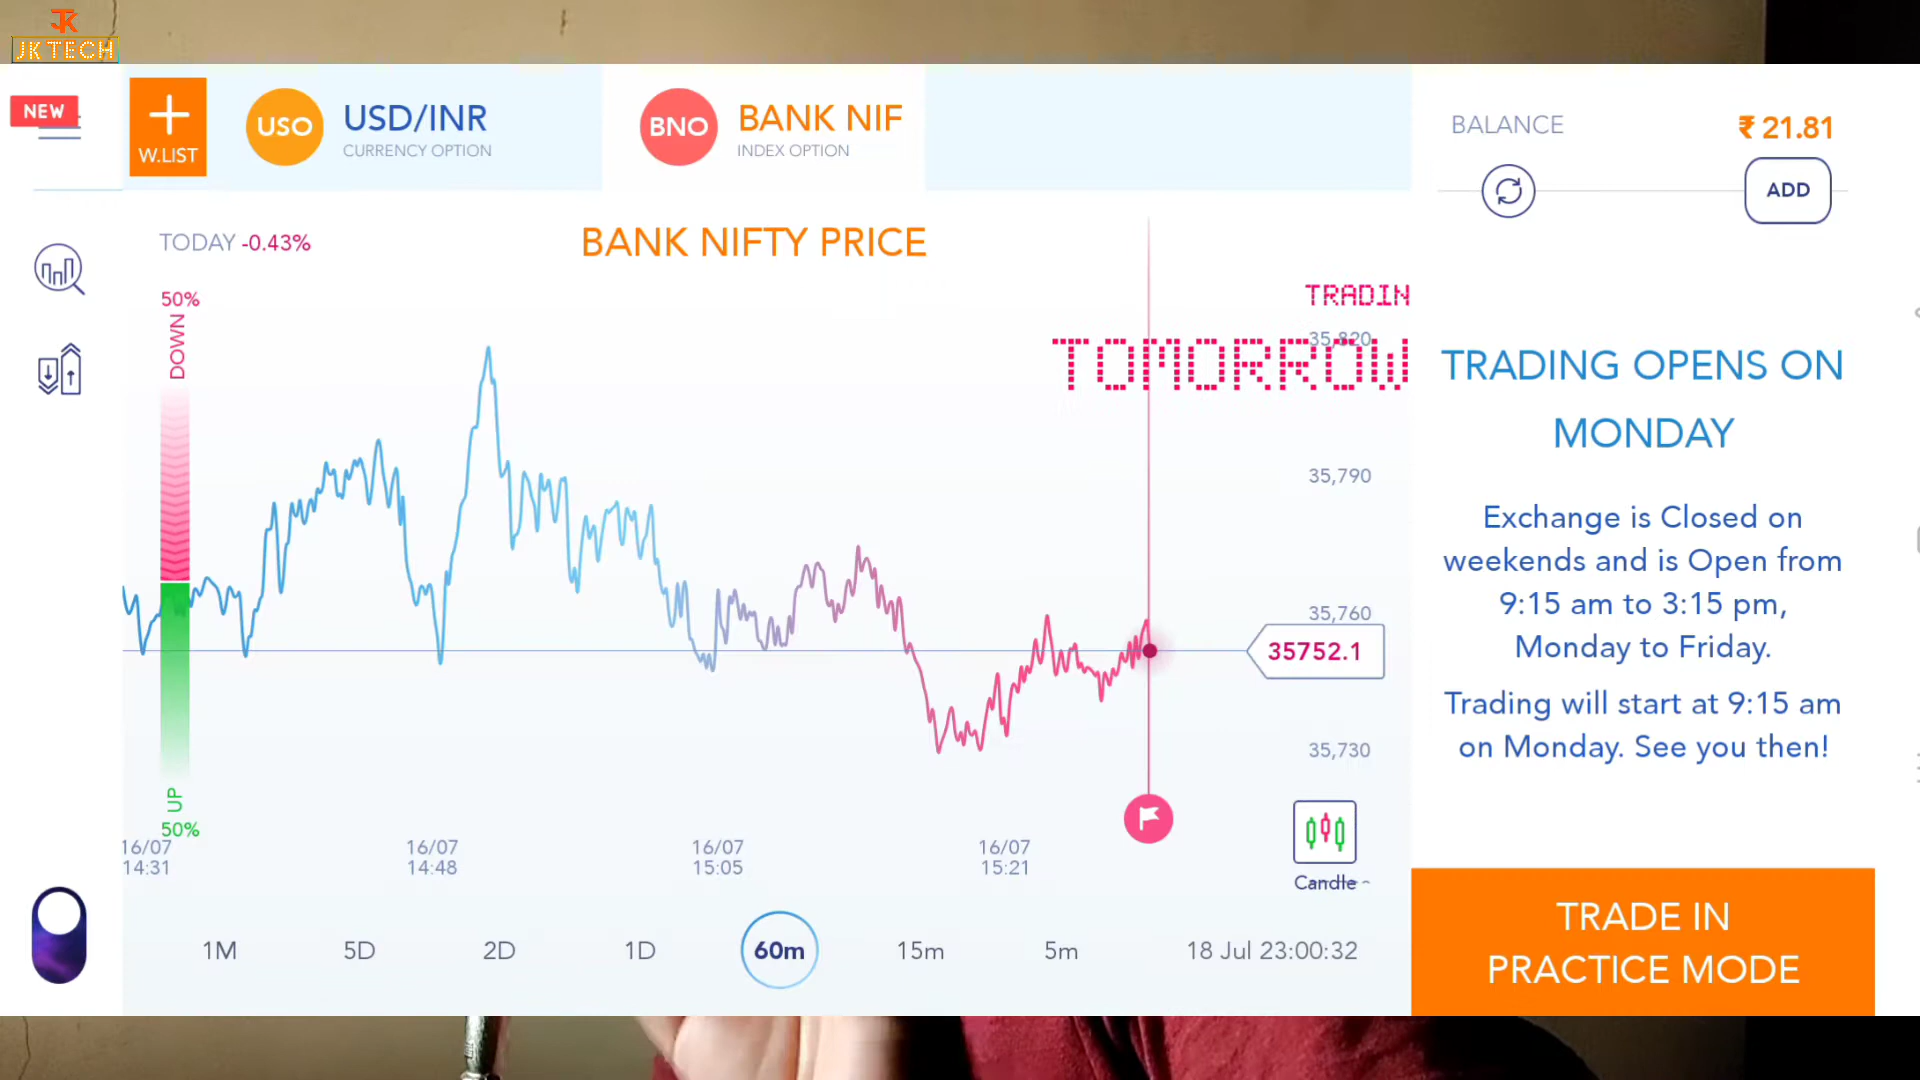 JK
JK TECH
NEW
W.LIST
USO
USD/INR
CURRENCY OPTION
BNO
BANK NIF
INDEX OPTION
BALANCE
₹ 21.81
ADD
TODAY -0.43%
BANK NIFTY PRICE
50%
DOWN
TRADIN
35,820
TOMORROW
35,790
35,760
35752.1
35,730
UP
50%
16/07
14:31
16/07
14:48
16/07
15:05
16/07
15:21
Candle
1M
5D
2D
1D
60m
15m
5m
18 Jul 23:00:32
TRADING OPENS ON
MONDAY
Exchange is Closed on
weekends and is Open from
9:15 am to 3:15 pm,
Monday to Friday.
Trading will start at 9:15 am
on Monday. See you then!
TRADE IN
PRACTICE MODE